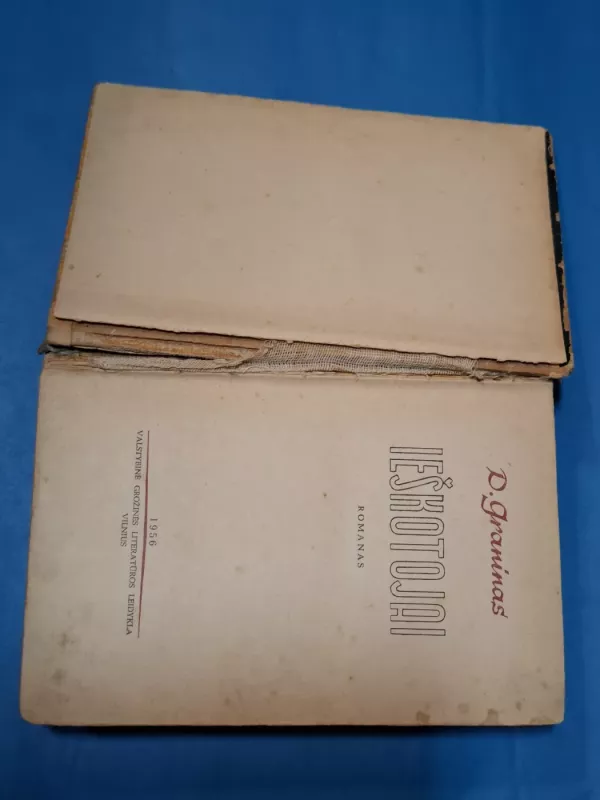 D. Graninas
IEŠKOTOJAI
ROMANAS
1956
VALSTYBINĖ GROŽINĖS LITERATŪROS LEIDYKLA
VILNIUS